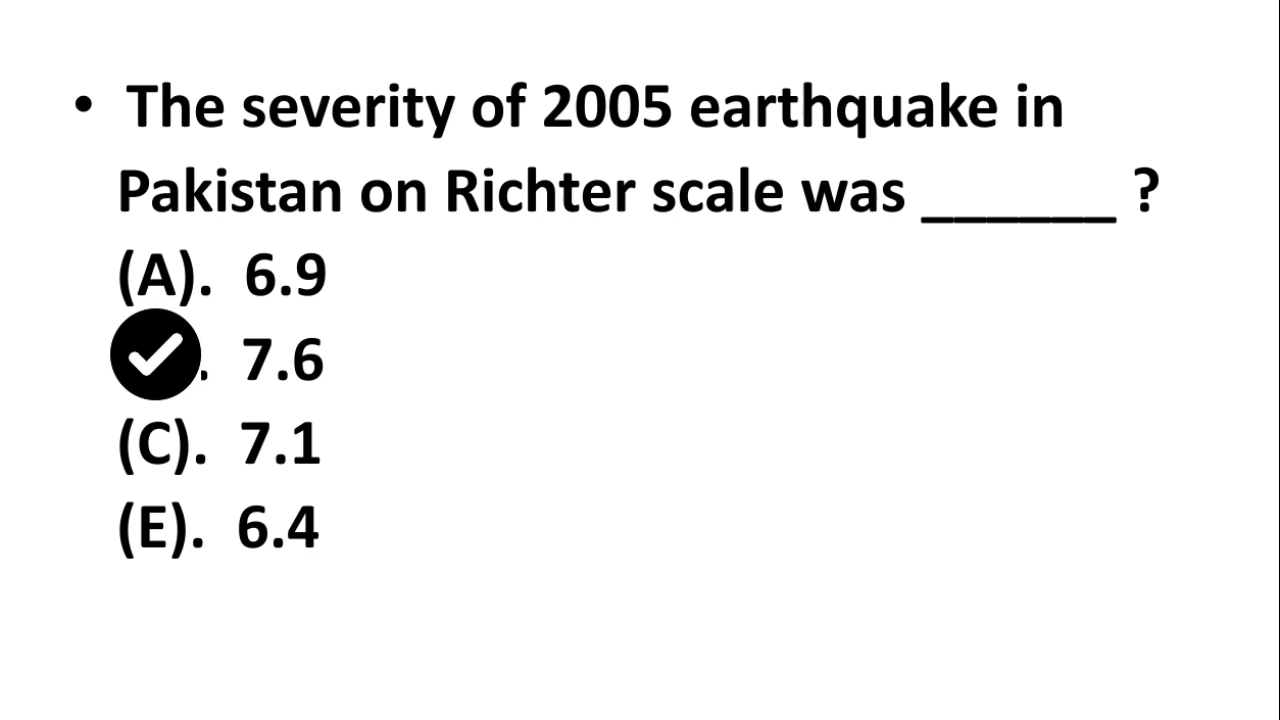 • The severity of 2005 earthquake in
Pakistan on Richter scale was ______ ?
(A). 6.9
. 7.6
(C). 7.1
(E). 6.4